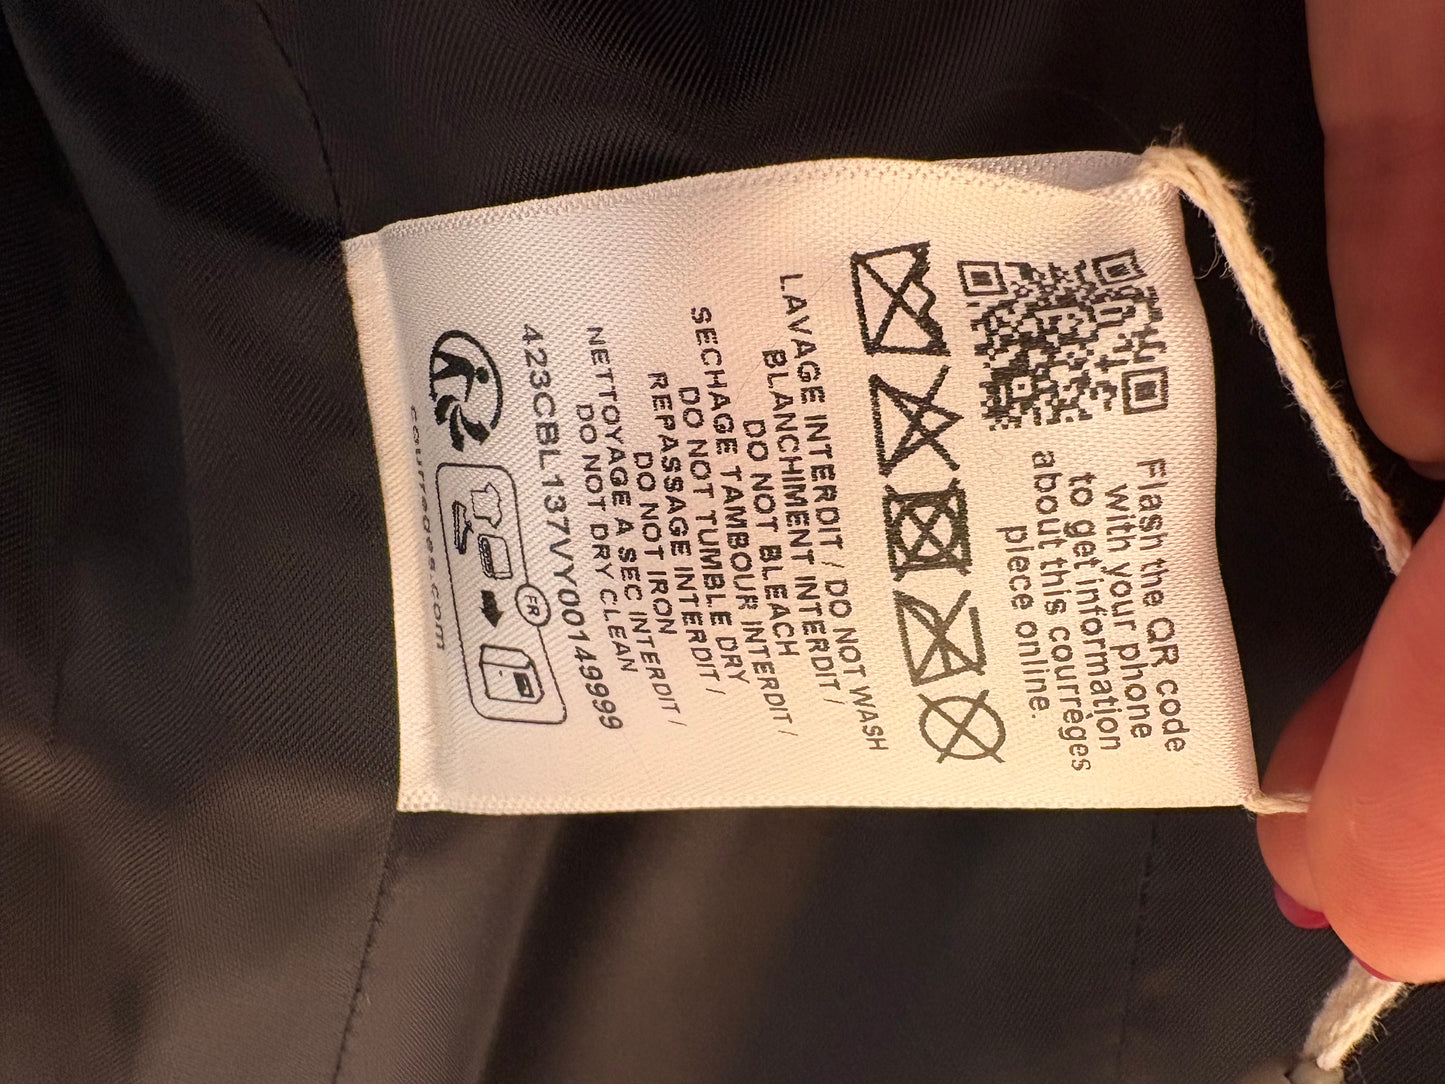 Flash the QR code
with your phone
to get information
about this courrèges
piece online.
LAVAGE INTERDIT / DO NOT WASH
BLANCHIMENT INTERDIT /
DO NOT BLEACH
SECHAGE TAMBOUR INTERDIT /
DO NOT TUMBLE DRY
REPASSAGE INTERDIT /
DO NOT IRON
NETTOYAGE A SEC INTERDIT /
DO NOT DRY CLEAN
423CBL137VY00149999
FR
courreges.com